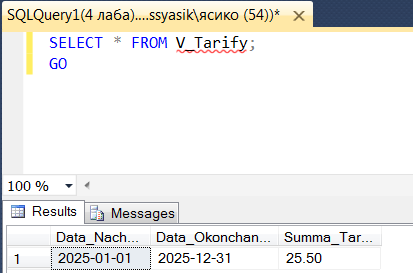 SQLQuery1(4 лаба)....ssyasik\ясико (54))*
SELECT * FROM V_Tarify;
GO
100 %
Results Messages
Data_Nach... Data_Okonchan... Summa_Tar...
1 2025-01-01 2025-12-31 25.50